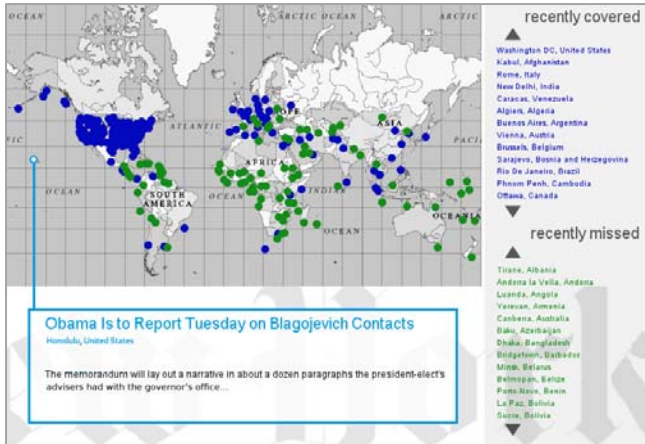 ARCTIC OCEAN
ARCTIC
EUROPE
ASIA
ATLANTIC
PACIFIC
AFRICA
OCEAN
SOUTH
AMERICA
INDIAN
OCEAN
OCEANIA
OCEAN
recently covered
Washington DC, United States
Kabul, Afghanistan
Rome, Italy
New Delhi, India
Caracas, Venezuela
Algiers, Algeria
Buenos Aires, Argentina
Vienna, Austria
Brussels, Belgium
Sarajevo, Bosnia and Herzegovina
Rio De Janeiro, Brazil
Phnom Penh, Cambodia
Ottawa, Canada
recently missed
Tirane, Albania
Andorra la Vella, Andorra
Luanda, Angola
Yerevan, Armenia
Canberra, Australia
Baku, Azerbaijan
Dhaka, Bangladesh
Bridgetown, Barbados
Minsk, Belarus
Belmopan, Belize
Porto-Novo, Benin
La Paz, Bolivia
Sucre, Bolivia
Obama Is to Report Tuesday on Blagojevich Contacts
Honolulu, United States
The memorandum will lay out a narrative in about a dozen paragraphs the president-elect's
advisers had with the governor's office...